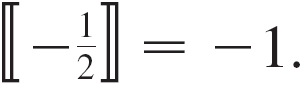 ⟦−1/2⟧ = −1.